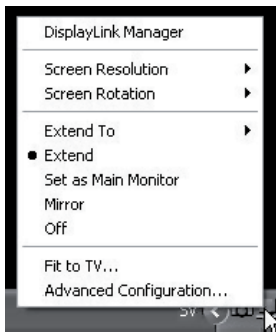 DisplayLink Manager
Screen Resolution
Screen Rotation
Extend To
Extend
Set as Main Monitor
Mirror
Off
Fit to TV...
Advanced Configuration...
SV